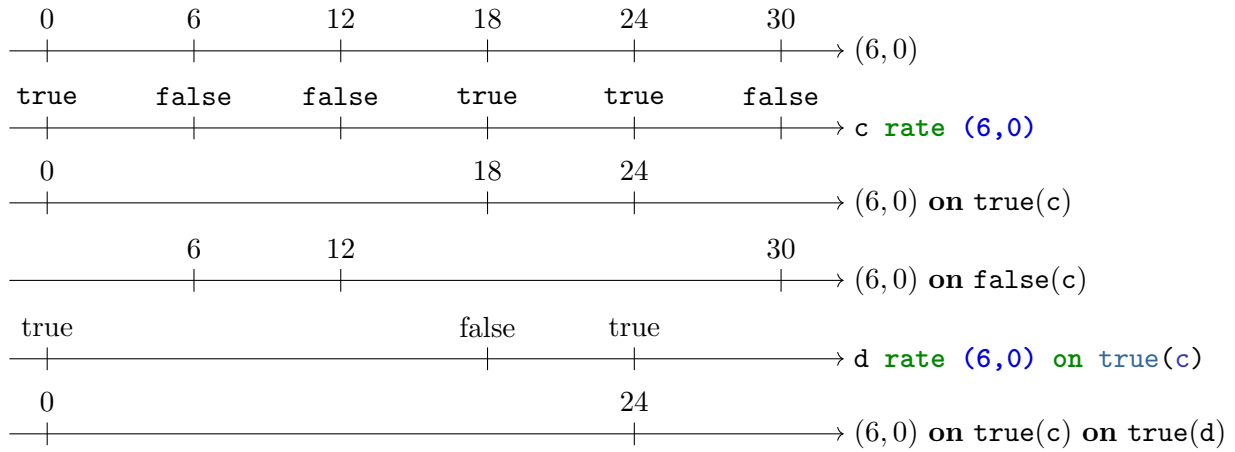 0 6 12 18 24 30
(6, 0)
true false false true true false
c rate (6,0)
0 18 24
(6, 0) on true(c)
6 12 30
(6, 0) on false(c)
true false true
d rate (6,0) on true(c)
0 24
(6, 0) on true(c) on true(d)